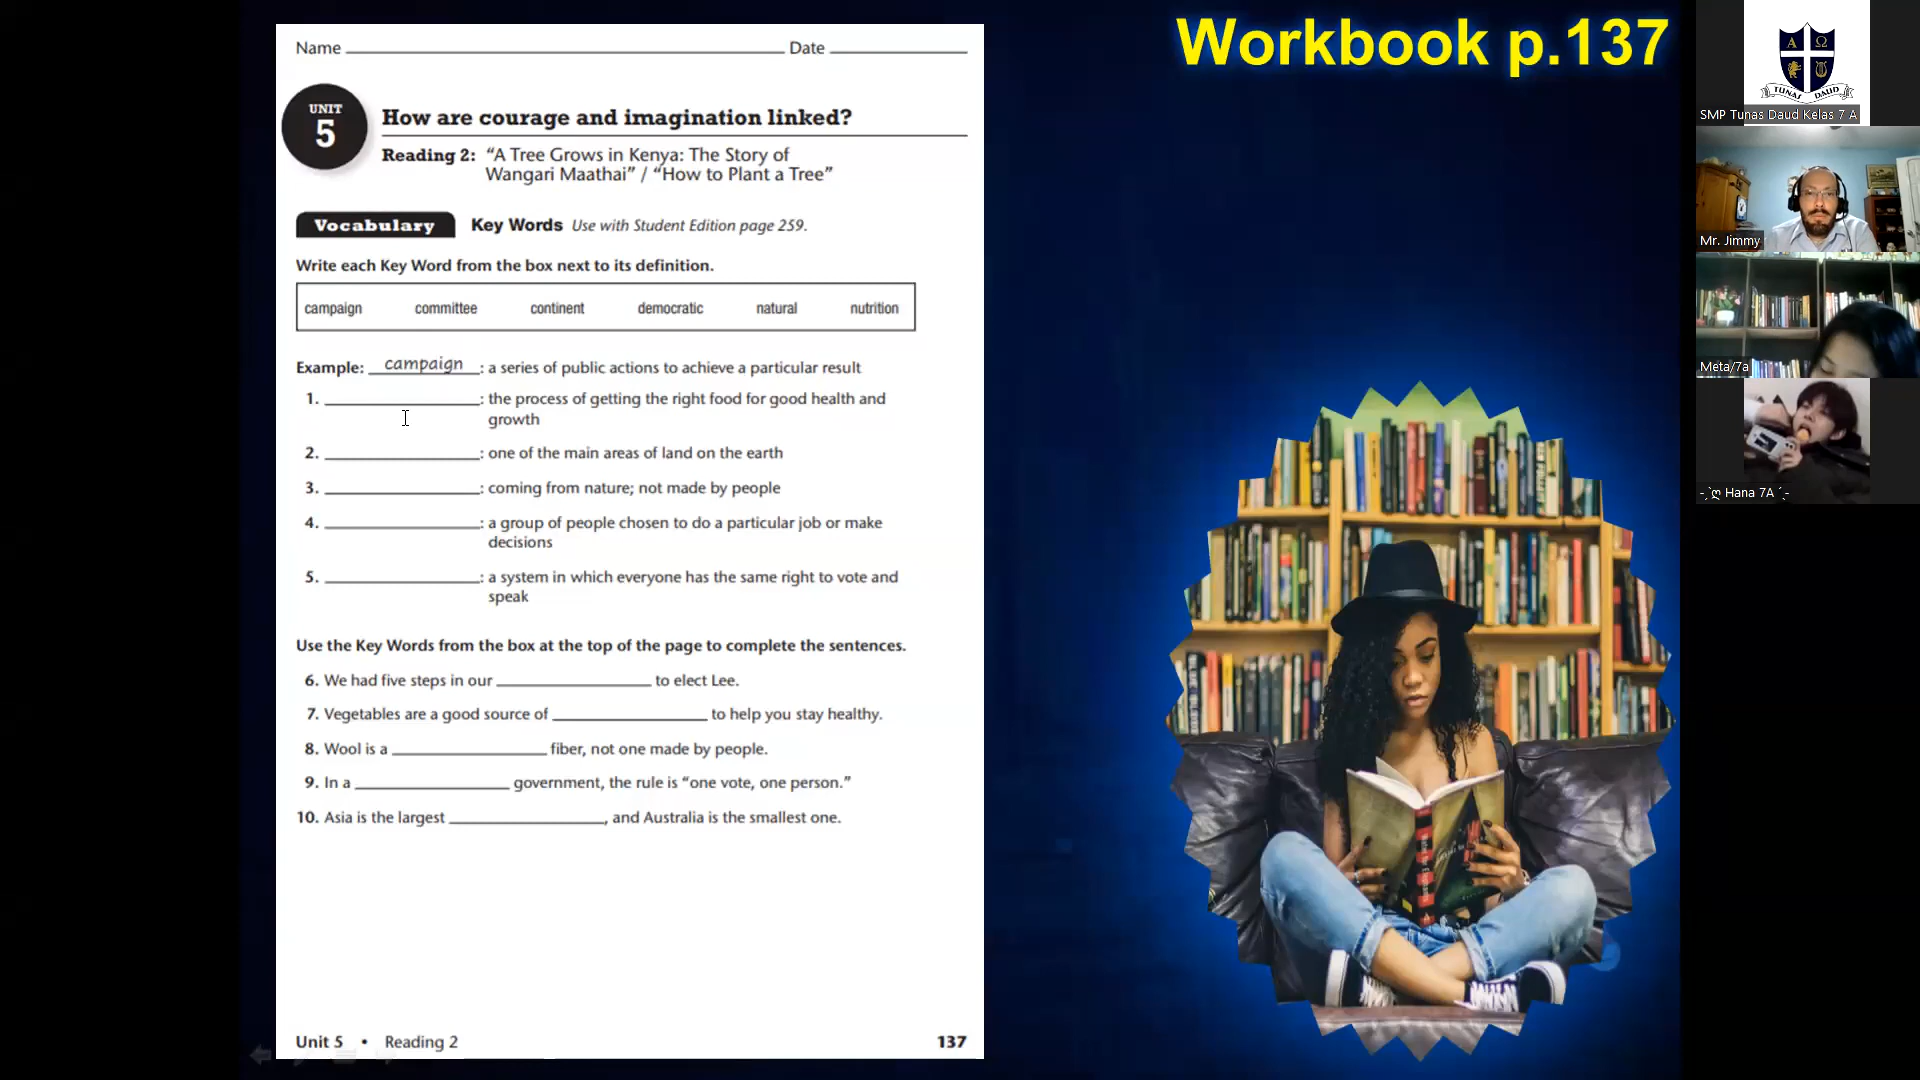 Workbook p.137
Name Date
UNIT
5
How are courage and imagination linked?
Reading 2: “A Tree Grows in Kenya: The Story of
Wangari Maathai” / “How to Plant a Tree”
Vocabulary Key Words Use with Student Edition page 259.
Write each Key Word from the box next to its definition.
campaign committee continent democratic natural nutrition
Example: campaign : a series of public actions to achieve a particular result
1. : the process of getting the right food for good health and
growth
2. : one of the main areas of land on the earth
3. : coming from nature; not made by people
4. : a group of people chosen to do a particular job or make
decisions
5. : a system in which everyone has the same right to vote and
speak
Use the Key Words from the box at the top of the page to complete the sentences.
6. We had five steps in our to elect Lee.
7. Vegetables are a good source of to help you stay healthy.
8. Wool is a fiber, not one made by people.
9. In a government, the rule is “one vote, one person.”
10. Asia is the largest , and Australia is the smallest one.
Unit 5 • Reading 2 137
Α Ω
TUNAS DAUD
SMP Tunas Daud Kelas 7 A
Mr. Jimmy
Meta/7a
Hana 7A